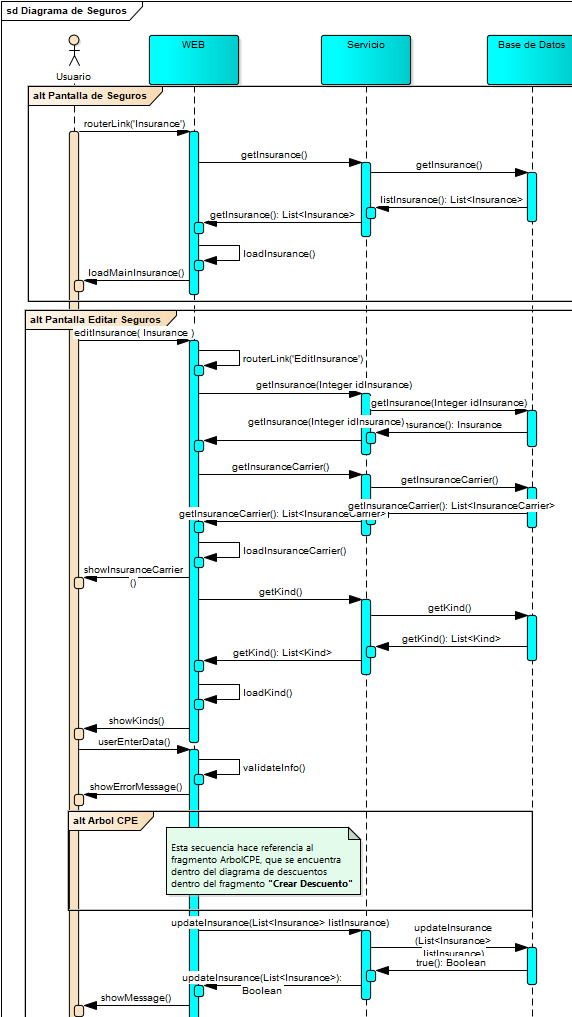 sd Diagrama de Seguros
WEB
Servicio
Base de Datos
Usuario
alt Pantalla de Seguros
routerLink('Insurance')
getInsurance()
getInsurance()
listInsurance(): List<Insurance>
getInsurance(): List<Insurance>
loadInsurance()
loadMainInsurance()
alt Pantalla Editar Seguros
editInsurance( Insurance )
routerLink('EditInsurance')
getInsurance(Integer idInsurance)
getInsurance(Integer idInsurance)
getInsurance(Integer idInsurance)
nsurance(): Insurance
getInsuranceCarrier()
getInsuranceCarrier()
getInsuranceCarrier(): List<InsuranceCarrier>
getInsuranceCarrier(): List<InsuranceCarrier>
loadInsuranceCarrier()
showInsuranceCarrier
()
getKind()
getKind()
getKind(): List<Kind>
getKind(): List<Kind>
loadKind()
showKinds()
userEnterData()
validateInfo()
showErrorMessage()
alt Arbol CPE
Esta secuencia hace referencia al
fragmento ArbolCPE, que se encuentra
dentro del diagrama de descuentos
dentro del fragmento "Crear Descuento"
updateInsurance(List<Insurance> listInsurance)
updateInsurance
(List<Insurance>
listInsurance)
true(): Boolean
updateInsurance(List<Insurance>):
Boolean
showMessage()